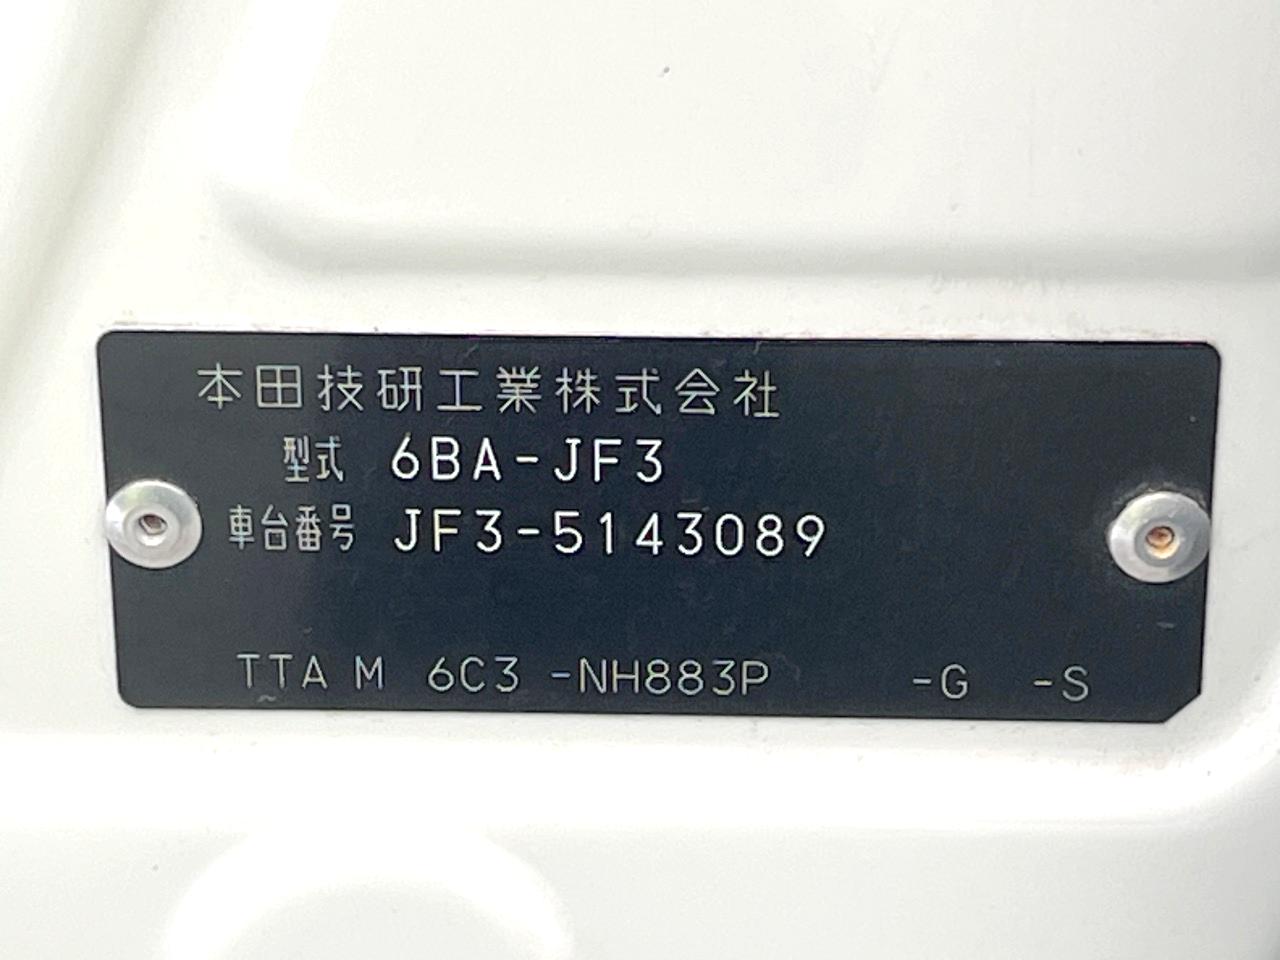 本田技研工業株式会社
型式 6BA-JF3
車台番号 JF3-5143089
TTA M 6C3 -NH883P -G -S